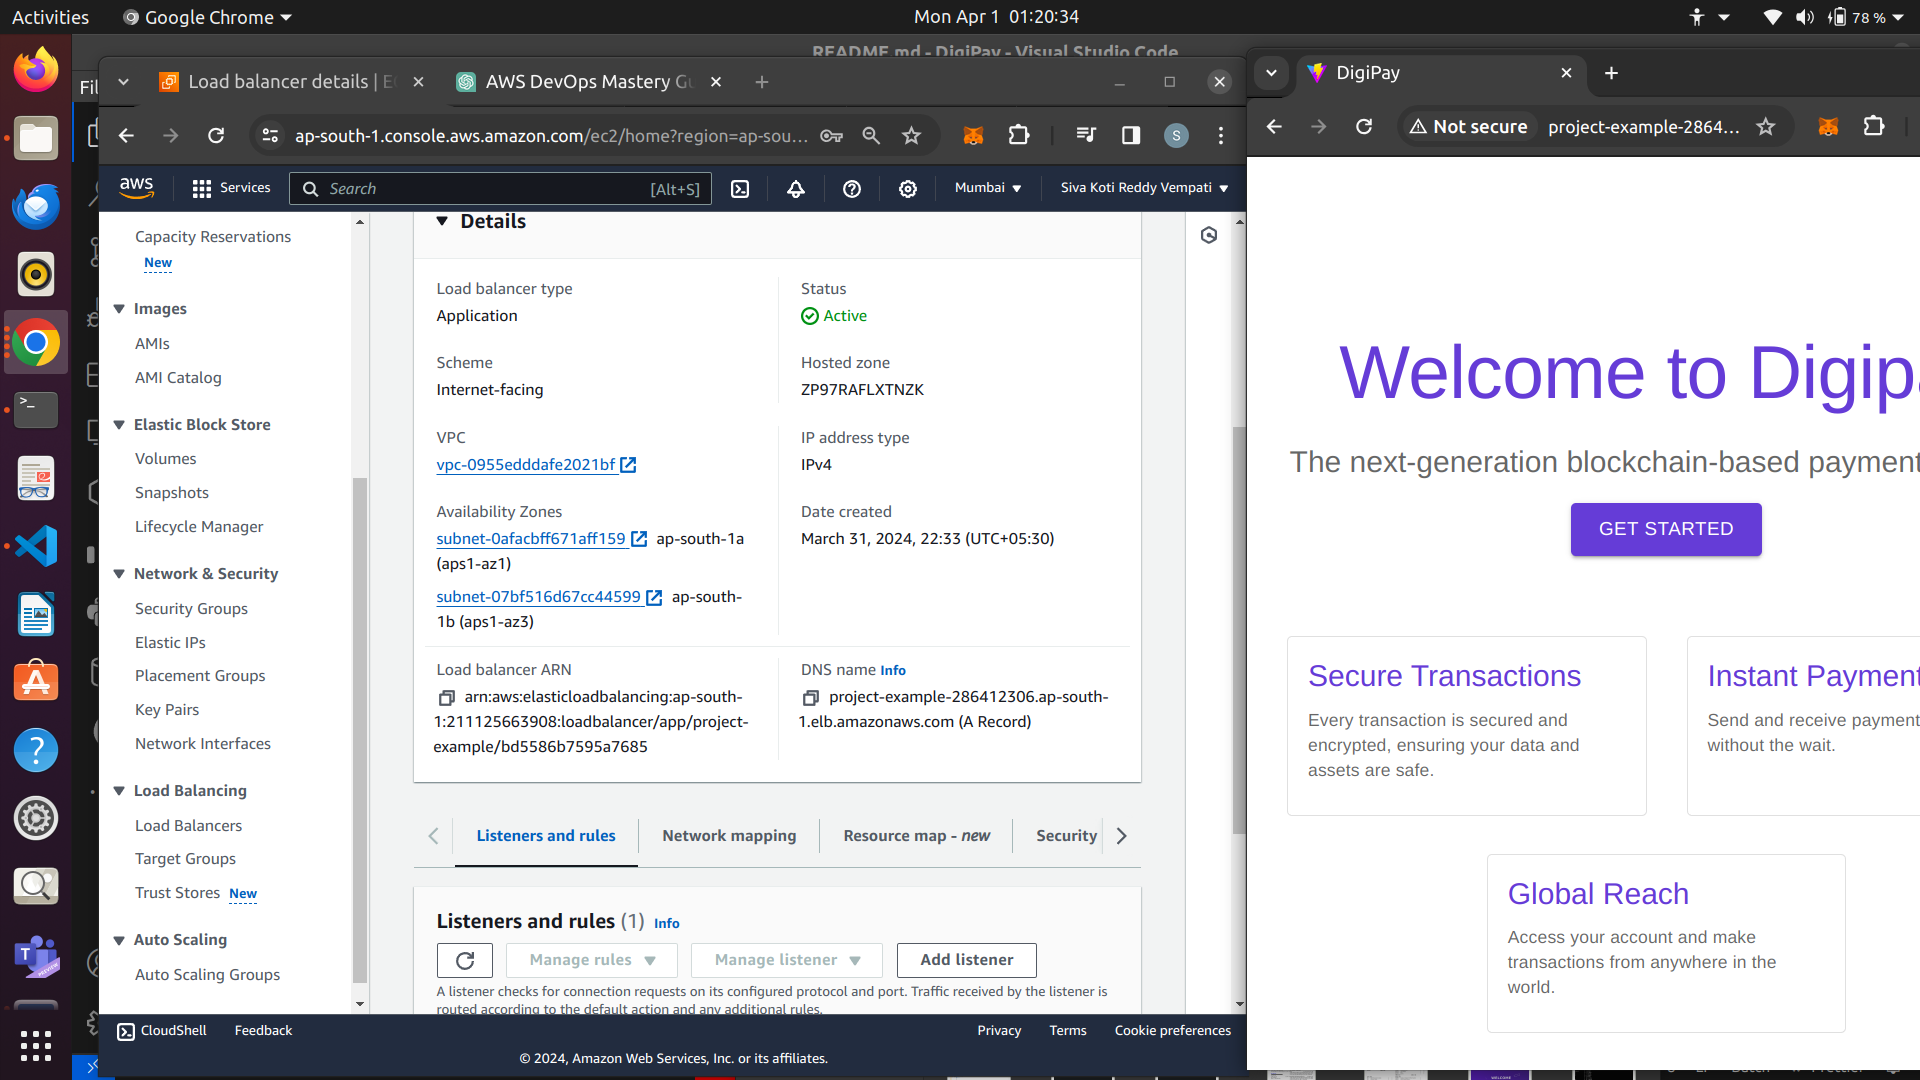 Activities
Google Chrome
Mon Apr 1 01:20:34
78 %
README.md - DigiPay - Visual Studio Code
Fil
Load balancer details | EC
AWS DevOps Mastery Gu
ap-south-1.console.aws.amazon.com/ec2/home?region=ap-sou...
S
aws
Services
Search
[Alt+S]
Mumbai
Siva Koti Reddy Vempati
Capacity Reservations
New
Images
AMIs
AMI Catalog
Elastic Block Store
Volumes
Snapshots
Lifecycle Manager
Network & Security
Security Groups
Elastic IPs
Placement Groups
Key Pairs
Network Interfaces
Load Balancing
Load Balancers
Target Groups
Trust Stores New
Auto Scaling
Auto Scaling Groups
Details
Load balancer type
Application
Status
Active
Scheme
Internet-facing
Hosted zone
ZP97RAFLXTNZK
VPC
vpc-0955edddafe2021bf
IP address type
IPv4
Availability Zones
subnet-0afacbff671aff159 ap-south-1a
(aps1-az1)
subnet-07bf516d67cc44599 ap-south-
1b (aps1-az3)
Date created
March 31, 2024, 22:33 (UTC+05:30)
Load balancer ARN
arn:aws:elasticloadbalancing:ap-south-
1:211125663908:loadbalancer/app/project-
example/bd5586b7595a7685
DNS name Info
project-example-286412306.ap-south-
1.elb.amazonaws.com (A Record)
Listeners and rules
Network mapping
Resource map - new
Security
Listeners and rules (1) Info
Manage rules
Manage listener
Add listener
A listener checks for connection requests on its configured protocol and port. Traffic received by the listener is
routed according to the default action and any additional rules.
CloudShell
Feedback
Privacy
Terms
Cookie preferences
© 2024, Amazon Web Services, Inc. or its affiliates.
DigiPay
Not secure
project-example-2864...
Welcome to Digip
The next-generation blockchain-based payment
GET STARTED
Secure Transactions
Every transaction is secured and
encrypted, ensuring your data and
assets are safe.
Instant Payment
Send and receive payment
without the wait.
Global Reach
Access your account and make
transactions from anywhere in the
world.